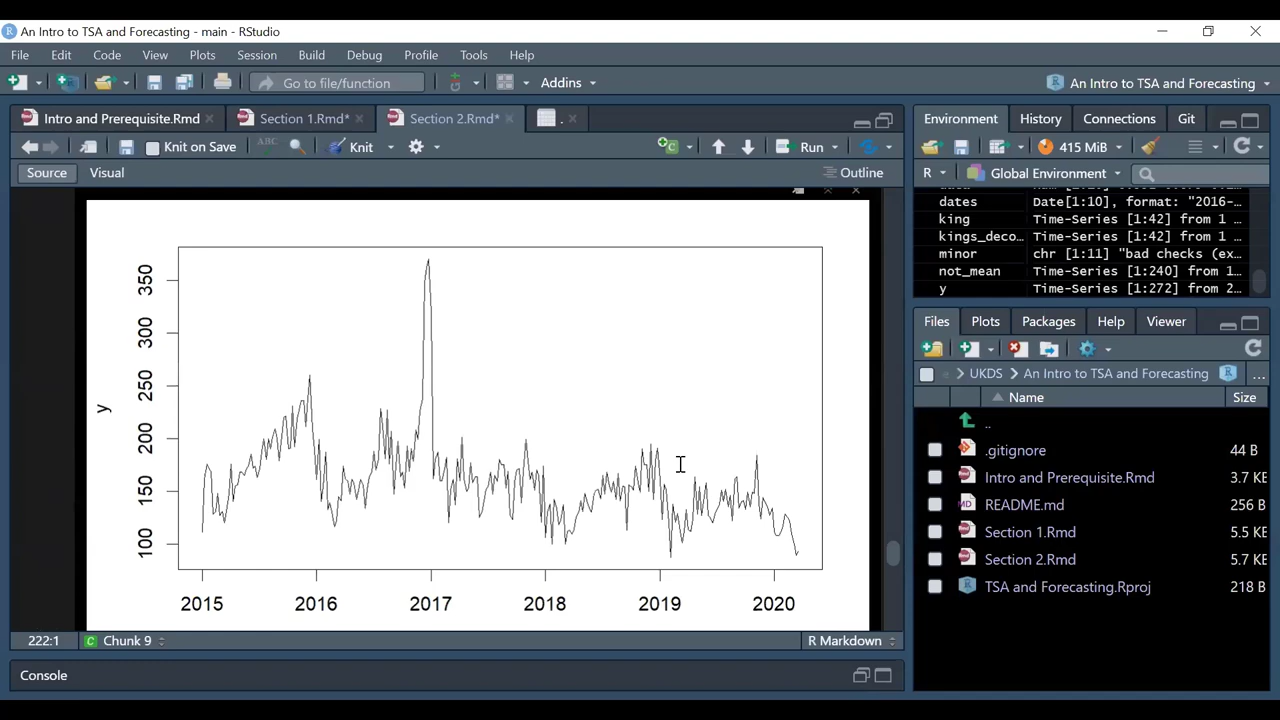 An Intro to TSA and Forecasting - main - RStudio
File Edit Code View Plots Session Build Debug Profile Tools Help
Go to file/function Addins An Intro to TSA and Forecasting
Intro and Prerequisite.Rmd Section 1.Rmd* Section 2.Rmd* .
Knit on Save ABC Knit Run
Source Visual Outline
350
300
250
200
150
100
y
2015 2016 2017 2018 2019 2020
222:1 Chunk 9 R Markdown
Console
Environment History Connections Git
415 MiB
R Global Environment
dates Date[1:10], format: "2016-…
king Time-Series [1:42] from 1 …
kings_deco… Time-Series [1:42] from 1 …
minor chr [1:11] "bad checks (ex…
not_mean Time-Series [1:240] from 1…
y Time-Series [1:272] from 2…
Files Plots Packages Help Viewer
UKDS An Intro to TSA and Forecasting ...
Name Size
..
.gitignore 44 B
Intro and Prerequisite.Rmd 3.7 KB
README.md 256 B
Section 1.Rmd 5.5 KB
Section 2.Rmd 5.7 KB
TSA and Forecasting.Rproj 218 B